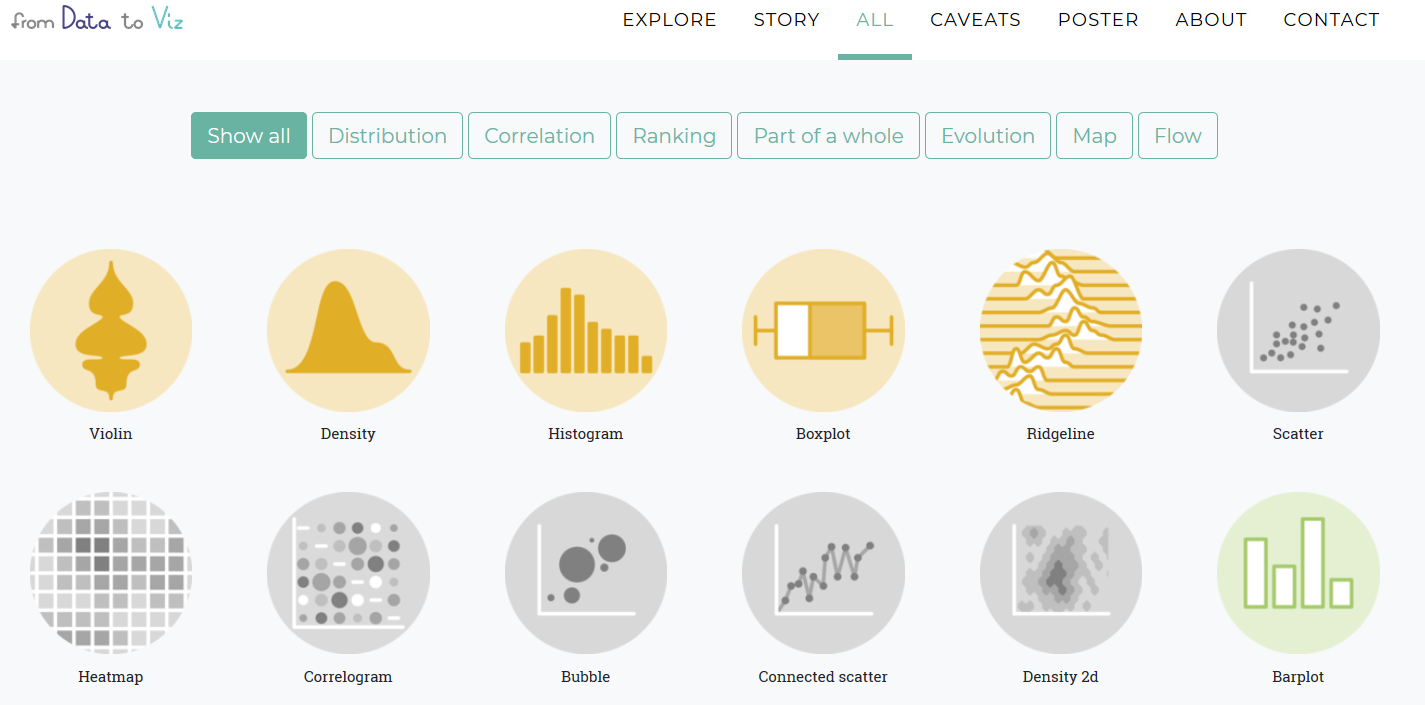 from Data to Viz
EXPLORE STORY ALL CAVEATS POSTER ABOUT CONTACT
Show all Distribution Correlation Ranking Part of a whole Evolution Map Flow
Violin Density Histogram Boxplot Ridgeline Scatter
Heatmap Correlogram Bubble Connected scatter Density 2d Barplot